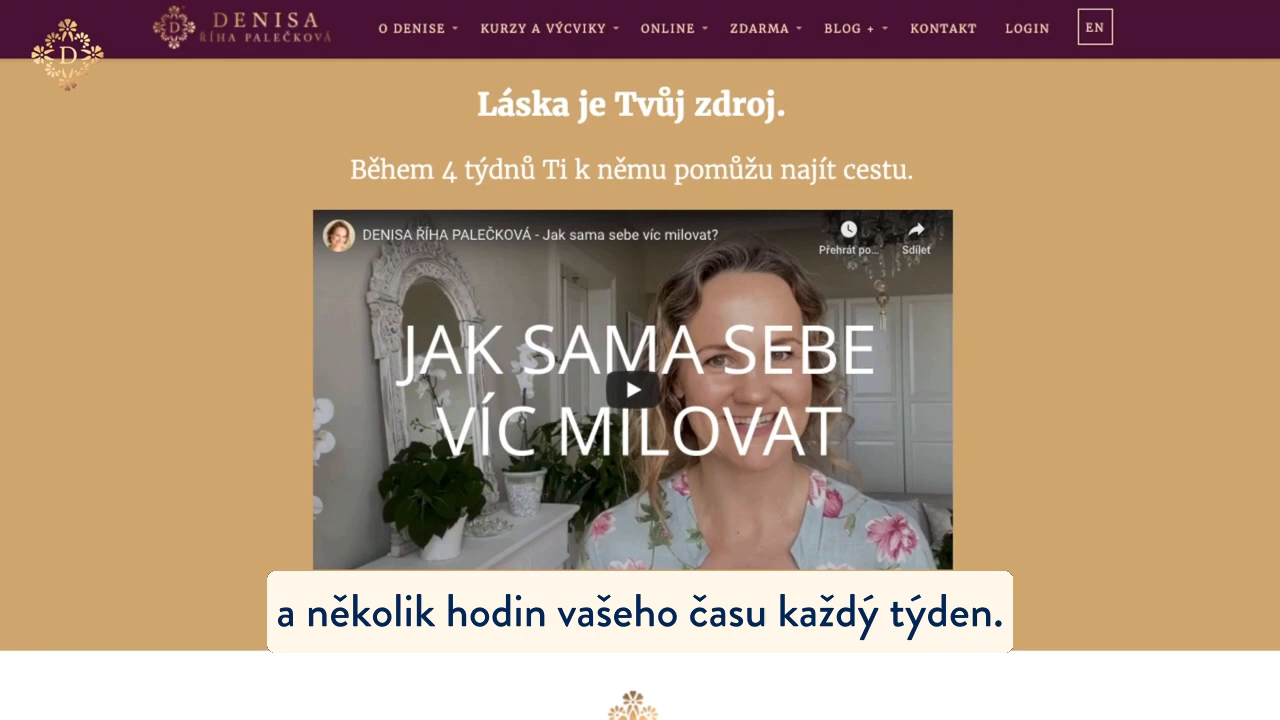 D
D
DENISA
ŘÍHA PALEČKOVÁ
O DENISE
KURZY A VÝCVIKY
ONLINE
ZDARMA
BLOG +
KONTAKT
LOGIN
EN
Láska je Tvůj zdroj.
Během 4 týdnů Ti k němu pomůžu najít cestu.
DENISA ŘÍHA PALEČKOVÁ - Jak sama sebe víc milovat?
Přehrát po...
Sdílet
JAK SAMA SEBE
VÍC MILOVAT
a několik hodin vašeho času každý týden.